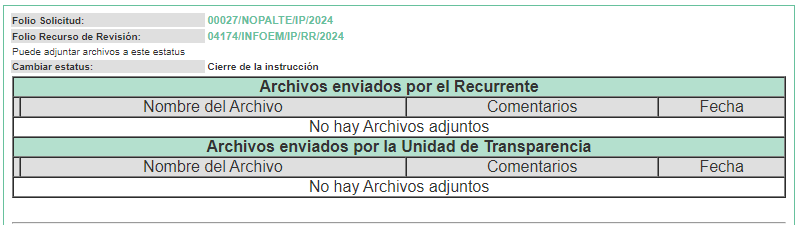 Folio Solicitud: 00027/NOPALTE/IP/2024
Folio Recurso de Revisión: 04174/INFOEM/IP/RR/2024
Puede adjuntar archivos a este estatus
Cambiar estatus: Cierre de la instrucción
Archivos enviados por el Recurrente
Nombre del Archivo Comentarios Fecha
No hay Archivos adjuntos
Archivos enviados por la Unidad de Transparencia
Nombre del Archivo Comentarios Fecha
No hay Archivos adjuntos